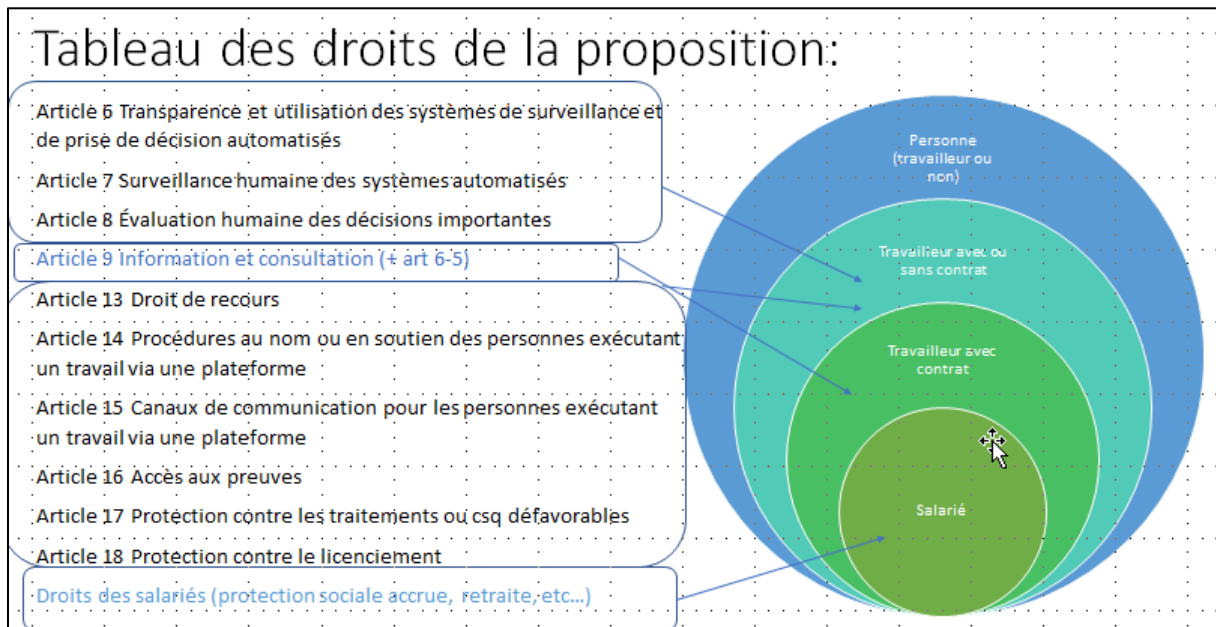 Tableau des droits de la proposition:
Article 6 Transparence et utilisation des systèmes de surveillance et
de prise de décision automatisés
Article 7 Surveillance humaine des systèmes automatisés
Article 8 Évaluation humaine des décisions importantes
Article 9 Information et consultation (+ art 6-5)
Article 13 Droit de recours
Article 14 Procédures au nom ou en soutien des personnes exécutant
un travail via une plateforme
Article 15 Canaux de communication pour les personnes exécutant
un travail via une plateforme
Article 16 Accès aux preuves
Article 17 Protection contre les traitements ou csq défavorables
Article 18 Protection contre le licenciement
Droits des salariés (protection sociale accrue, retraite, etc...)
Personne
(travailleur ou
non)
Travailleur avec ou
sans contrat
Travailleur avec
contrat
Salarié